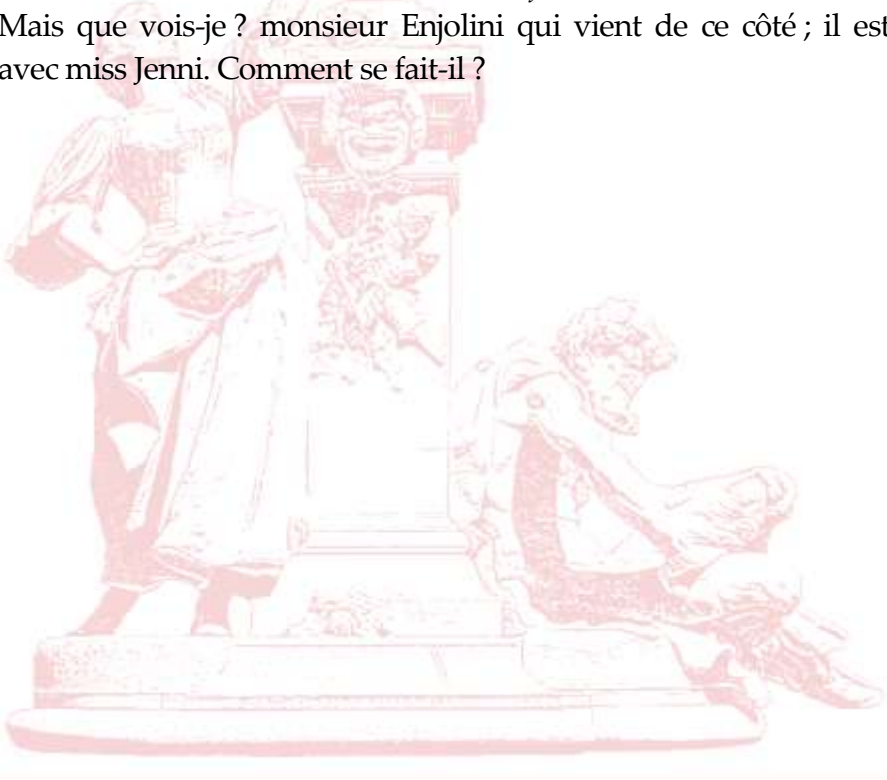 Mais que vois-je ? monsieur Enjolini qui vient de ce côté ; il est
avec miss Jenni. Comment se fait-il ?